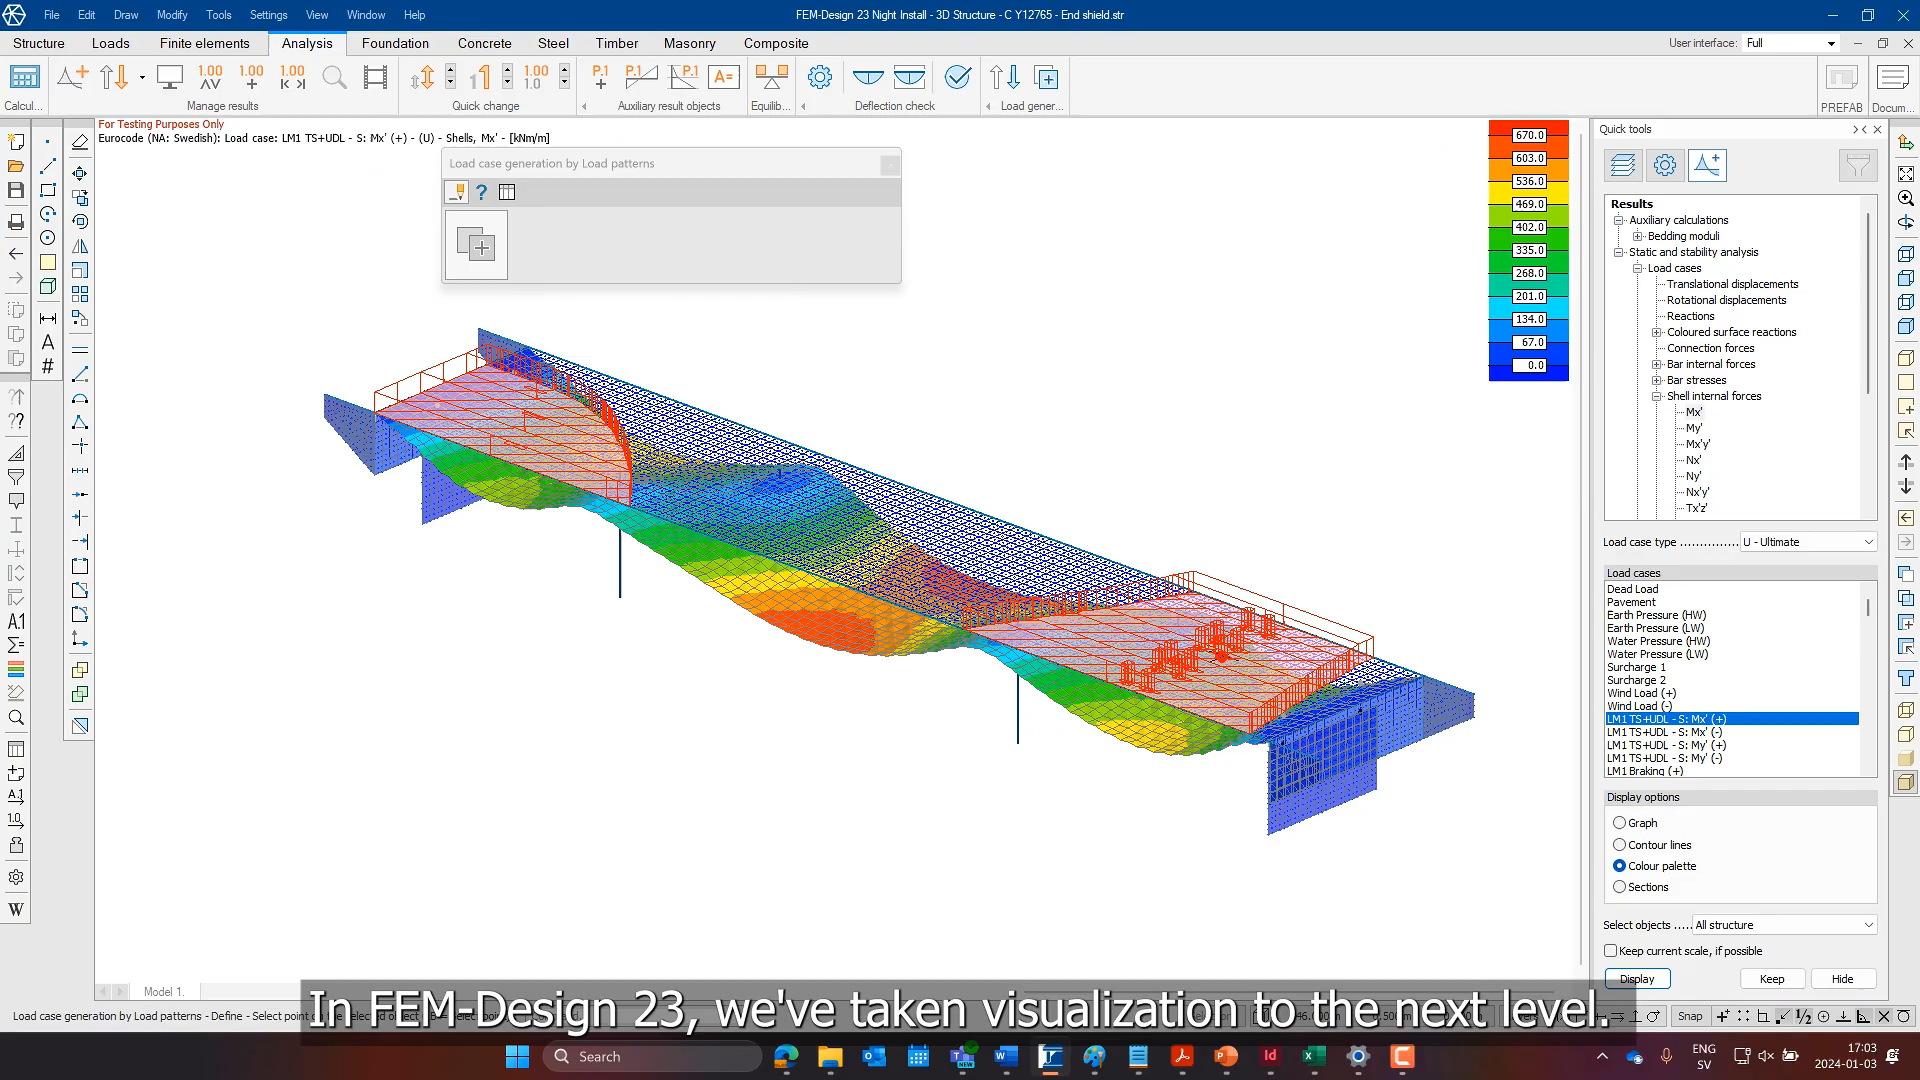 File Edit Draw Modify Tools Settings View Window Help
FEM-Design 23 Night Install - 3D Structure - C Y12765 - End shield.str
Structure Loads Finite elements Analysis Foundation Concrete Steel Timber Masonry Composite
User interface: Full
Calcul... Manage results Quick change Auxiliary result objects Equilib... Deflection check Load gener... PREFAB Docum...
For Testing Purposes Only
Eurocode (NA: Swedish): Load case: LM1 TS+UDL - S: Mx' (+) - (U) - Shells, Mx' - [kNm/m]
Load case generation by Load patterns
670.0
603.0
536.0
469.0
402.0
335.0
268.0
201.0
134.0
67.0
0.0
Quick tools
Results
Auxiliary calculations
Bedding moduli
Static and stability analysis
Load cases
Translational displacements
Rotational displacements
Reactions
Coloured surface reactions
Connection forces
Bar internal forces
Bar stresses
Shell internal forces
Mx'
My'
Mx'y'
Nx'
Ny'
Nx'y'
Tx'z'
Load case type U - Ultimate
Load cases
Dead Load
Pavement
Earth Pressure (HW)
Earth Pressure (LW)
Water Pressure (HW)
Water Pressure (LW)
Surcharge 1
Surcharge 2
Wind Load (+)
Wind Load (-)
LM1 TS+UDL - S: Mx' (+)
LM1 TS+UDL - S: Mx' (-)
LM1 TS+UDL - S: My' (+)
LM1 TS+UDL - S: My' (-)
LM1 Braking (+)
Display options
Graph
Contour lines
Colour palette
Sections
Select objects ..... All structure
Keep current scale, if possible
Display Keep Hide
Model 1.
Load case generation by Load patterns - Define - Select point
In FEM-Design 23, we've taken visualization to the next level.
Snap
Search
ENG
SV
17:03
2024-01-03